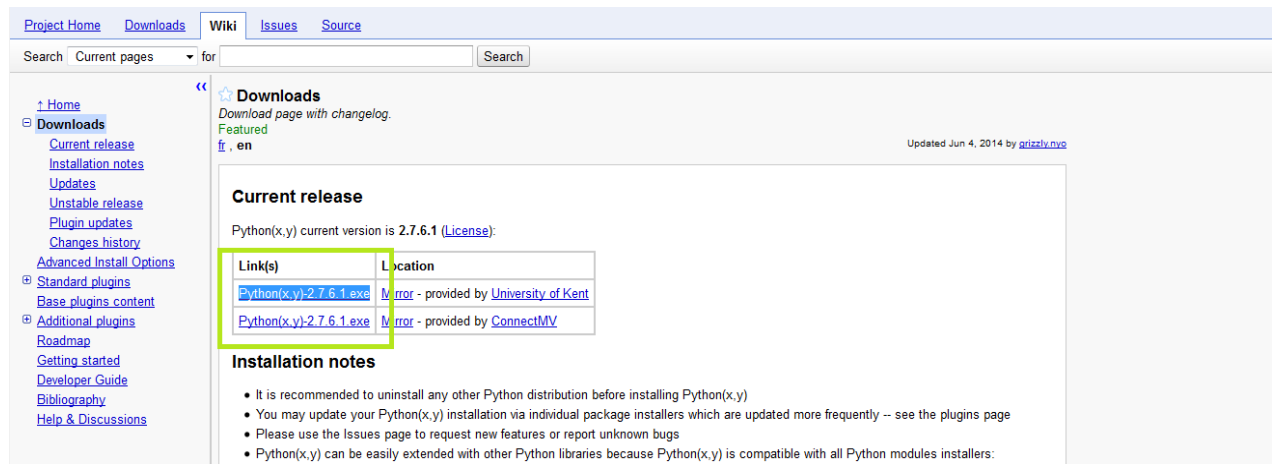 Project Home Downloads Wiki Issues Source
Search Current pages for Search
‹‹
↑ Home
Downloads
Current release
Installation notes
Updates
Unstable release
Plugin updates
Changes history
Advanced Install Options
Standard plugins
Base plugins content
Additional plugins
Roadmap
Getting started
Developer Guide
Bibliography
Help & Discussions
Downloads
Download page with changelog.
Featured
fr , en
Updated Jun 4, 2014 by grizzly.nyo
Current release
Python(x,y) current version is 2.7.6.1 (License):
Link(s) Location
Python(x,y)-2.7.6.1.exe Mirror - provided by University of Kent
Python(x,y)-2.7.6.1.exe Mirror - provided by ConnectMV
Installation notes
• It is recommended to uninstall any other Python distribution before installing Python(x,y)
• You may update your Python(x,y) installation via individual package installers which are updated more frequently -- see the plugins page
• Please use the Issues page to request new features or report unknown bugs
• Python(x,y) can be easily extended with other Python libraries because Python(x,y) is compatible with all Python modules installers: